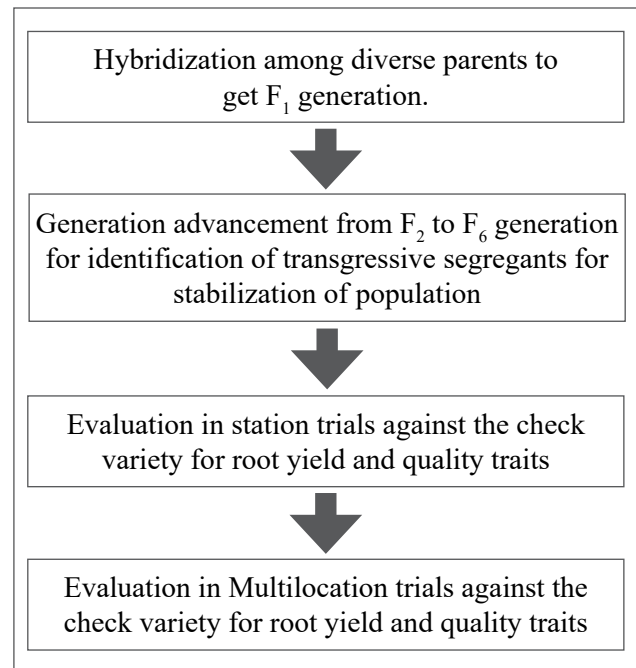 Hybridization among diverse parents to
get F₁ generation.
Generation advancement from F₂ to F₆ generation
for identification of transgressive segregants for
stabilization of population
Evaluation in station trials against the check
variety for root yield and quality traits
Evaluation in Multilocation trials against the
check variety for root yield and quality traits